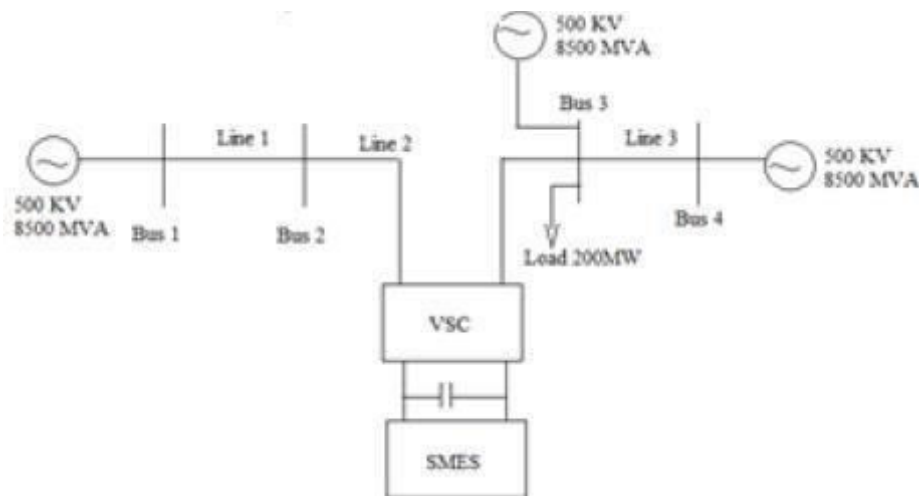 500 KV
8500 MVA
Bus 3
Line 1
Line 2
Line 3
500 KV
8500 MVA
500 KV
8500 MVA
Bus 1
Bus 2
Bus 4
Load 200MW
VSC
SMES